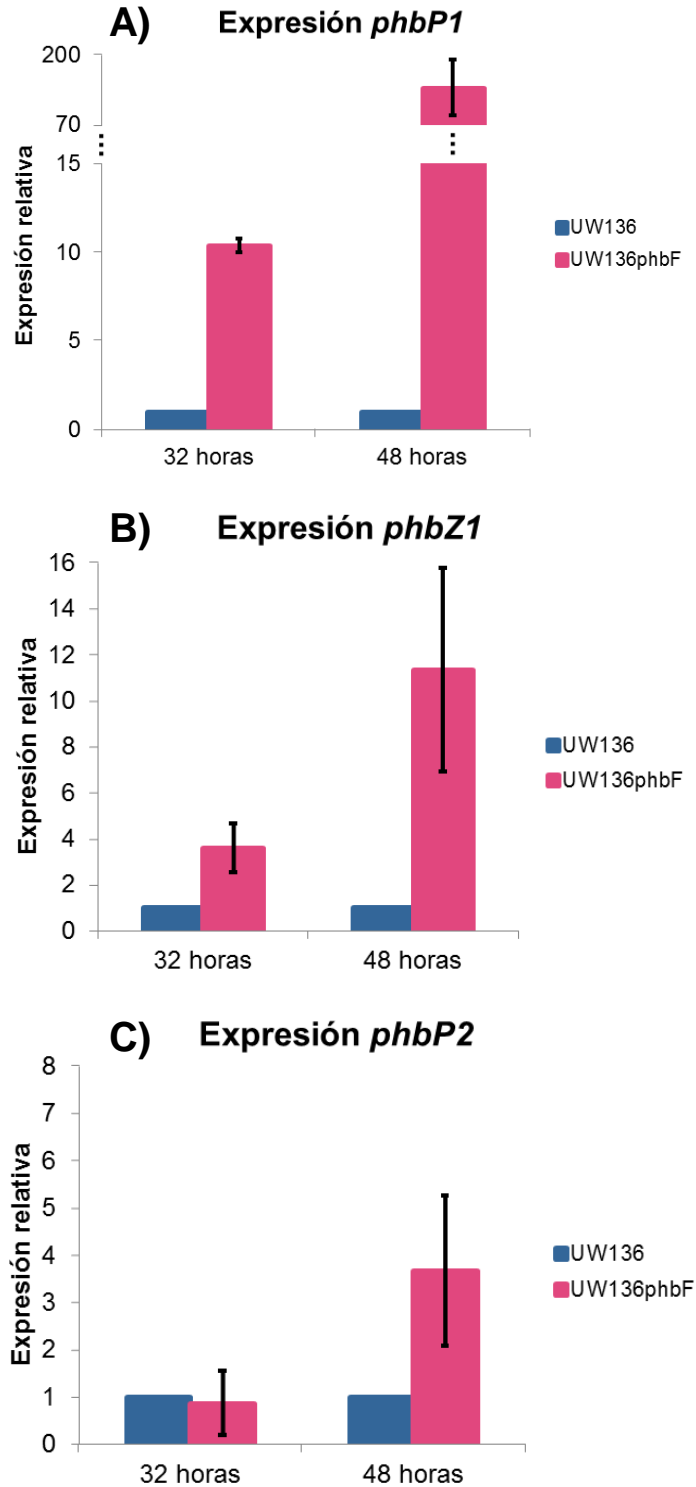 A) Expresión phbP1
Expresión relativa
200
70
15
10
5
0
32 horas
48 horas
UW136
UW136phbF
B) Expresión phbZ1
Expresión relativa
16
14
12
10
8
6
4
2
0
32 horas
48 horas
UW136
UW136phbF
C) Expresión phbP2
Expresión relativa
8
7
6
5
4
3
2
1
0
32 horas
48 horas
UW136
UW136phbF